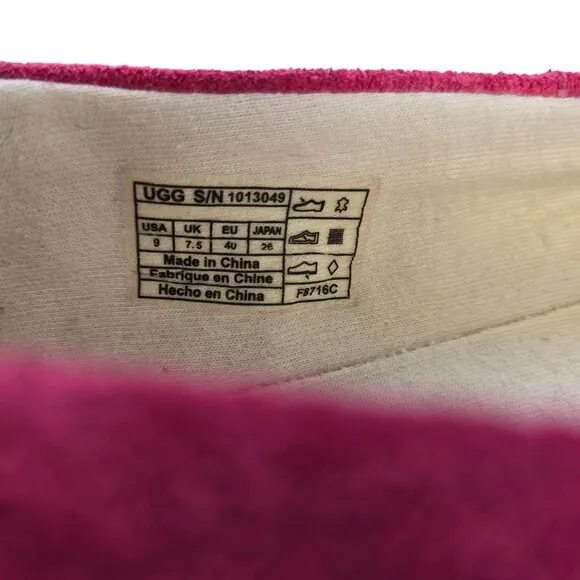 UGG S/N 1013049
USA UK EU JAPAN
9 7.5 40 26
Made in China
Fabrique en Chine
Hecho en China F8716C